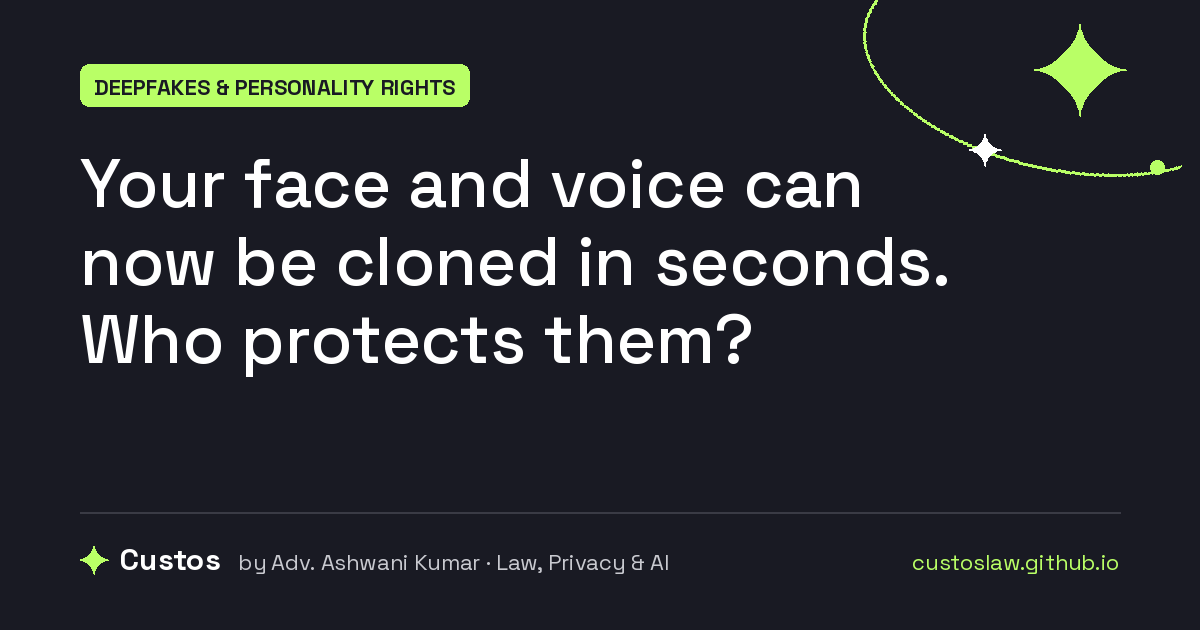 DEEPFAKES & PERSONALITY RIGHTS
Your face and voice can
now be cloned in seconds.
Who protects them?
Custos by Adv. Ashwani Kumar · Law, Privacy & AI custoslaw.github.io